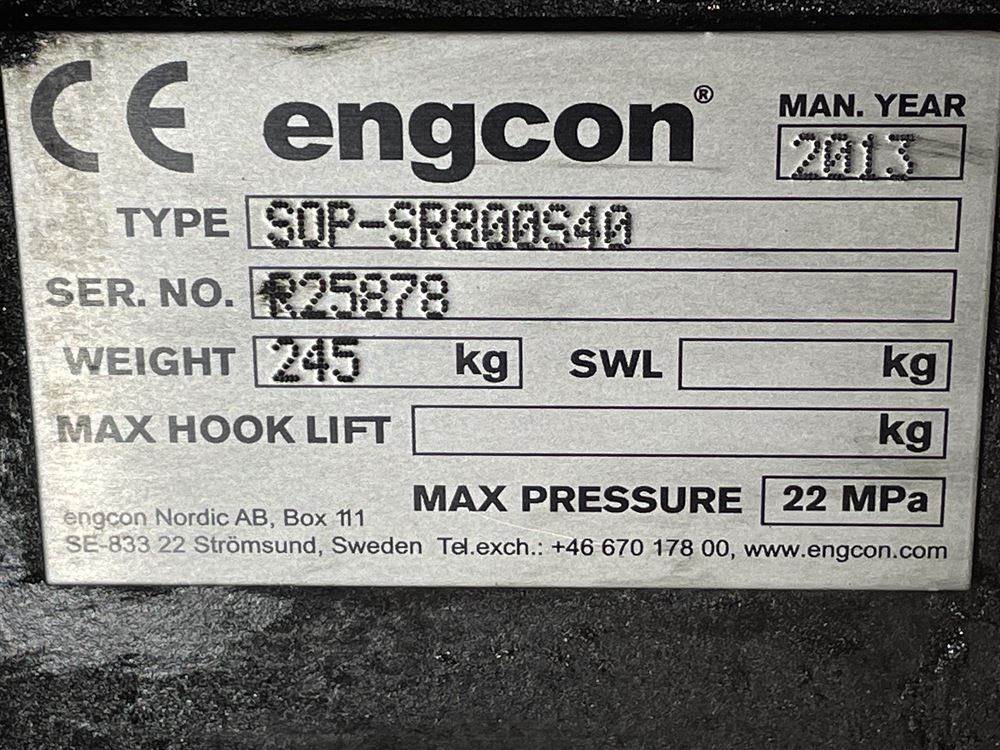 CE engcon® MAN. YEAR
2013
TYPE SOP-SR800S40
SER. NO. R25878
WEIGHT 245 kg SWL kg
MAX HOOK LIFT kg
MAX PRESSURE 22 MPa
engcon Nordic AB, Box 111
SE-833 22 Strömsund, Sweden Tel.exch.: +46 670 178 00, www.engcon.com